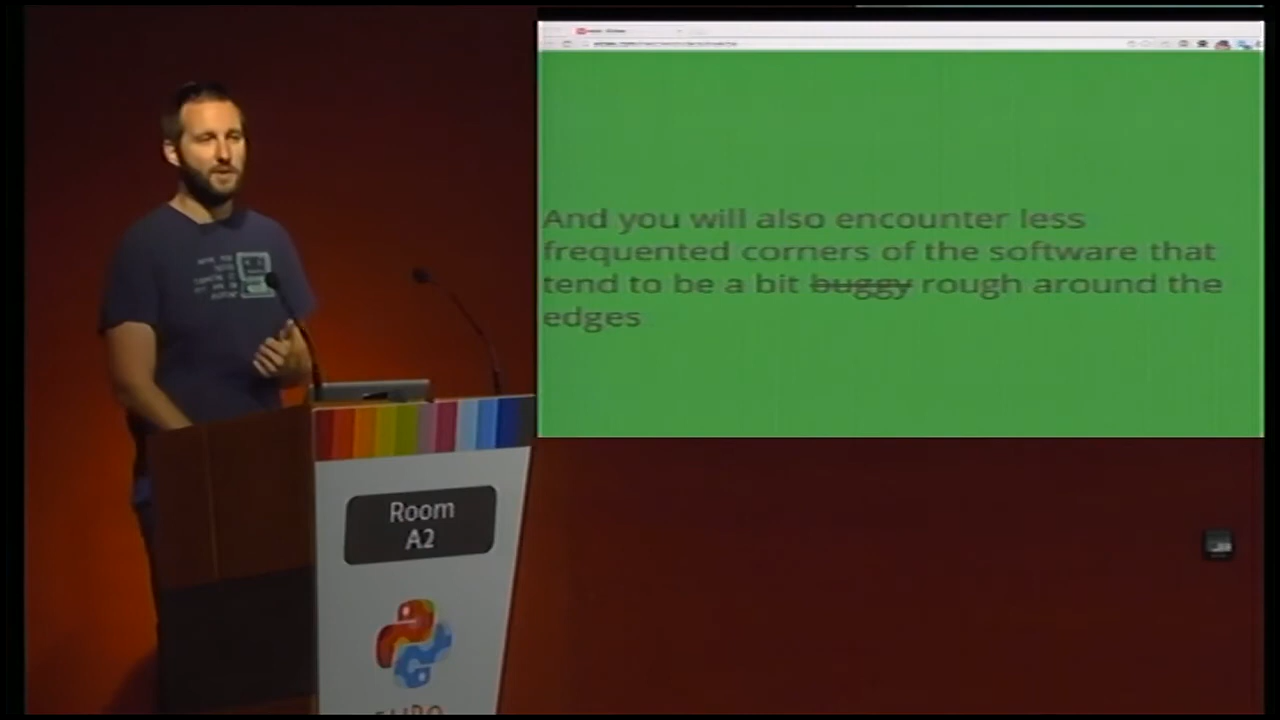 And you will also encounter less
frequented corners of the software that
tend to be a bit buggy rough around the
edges
Room
A2
EURO